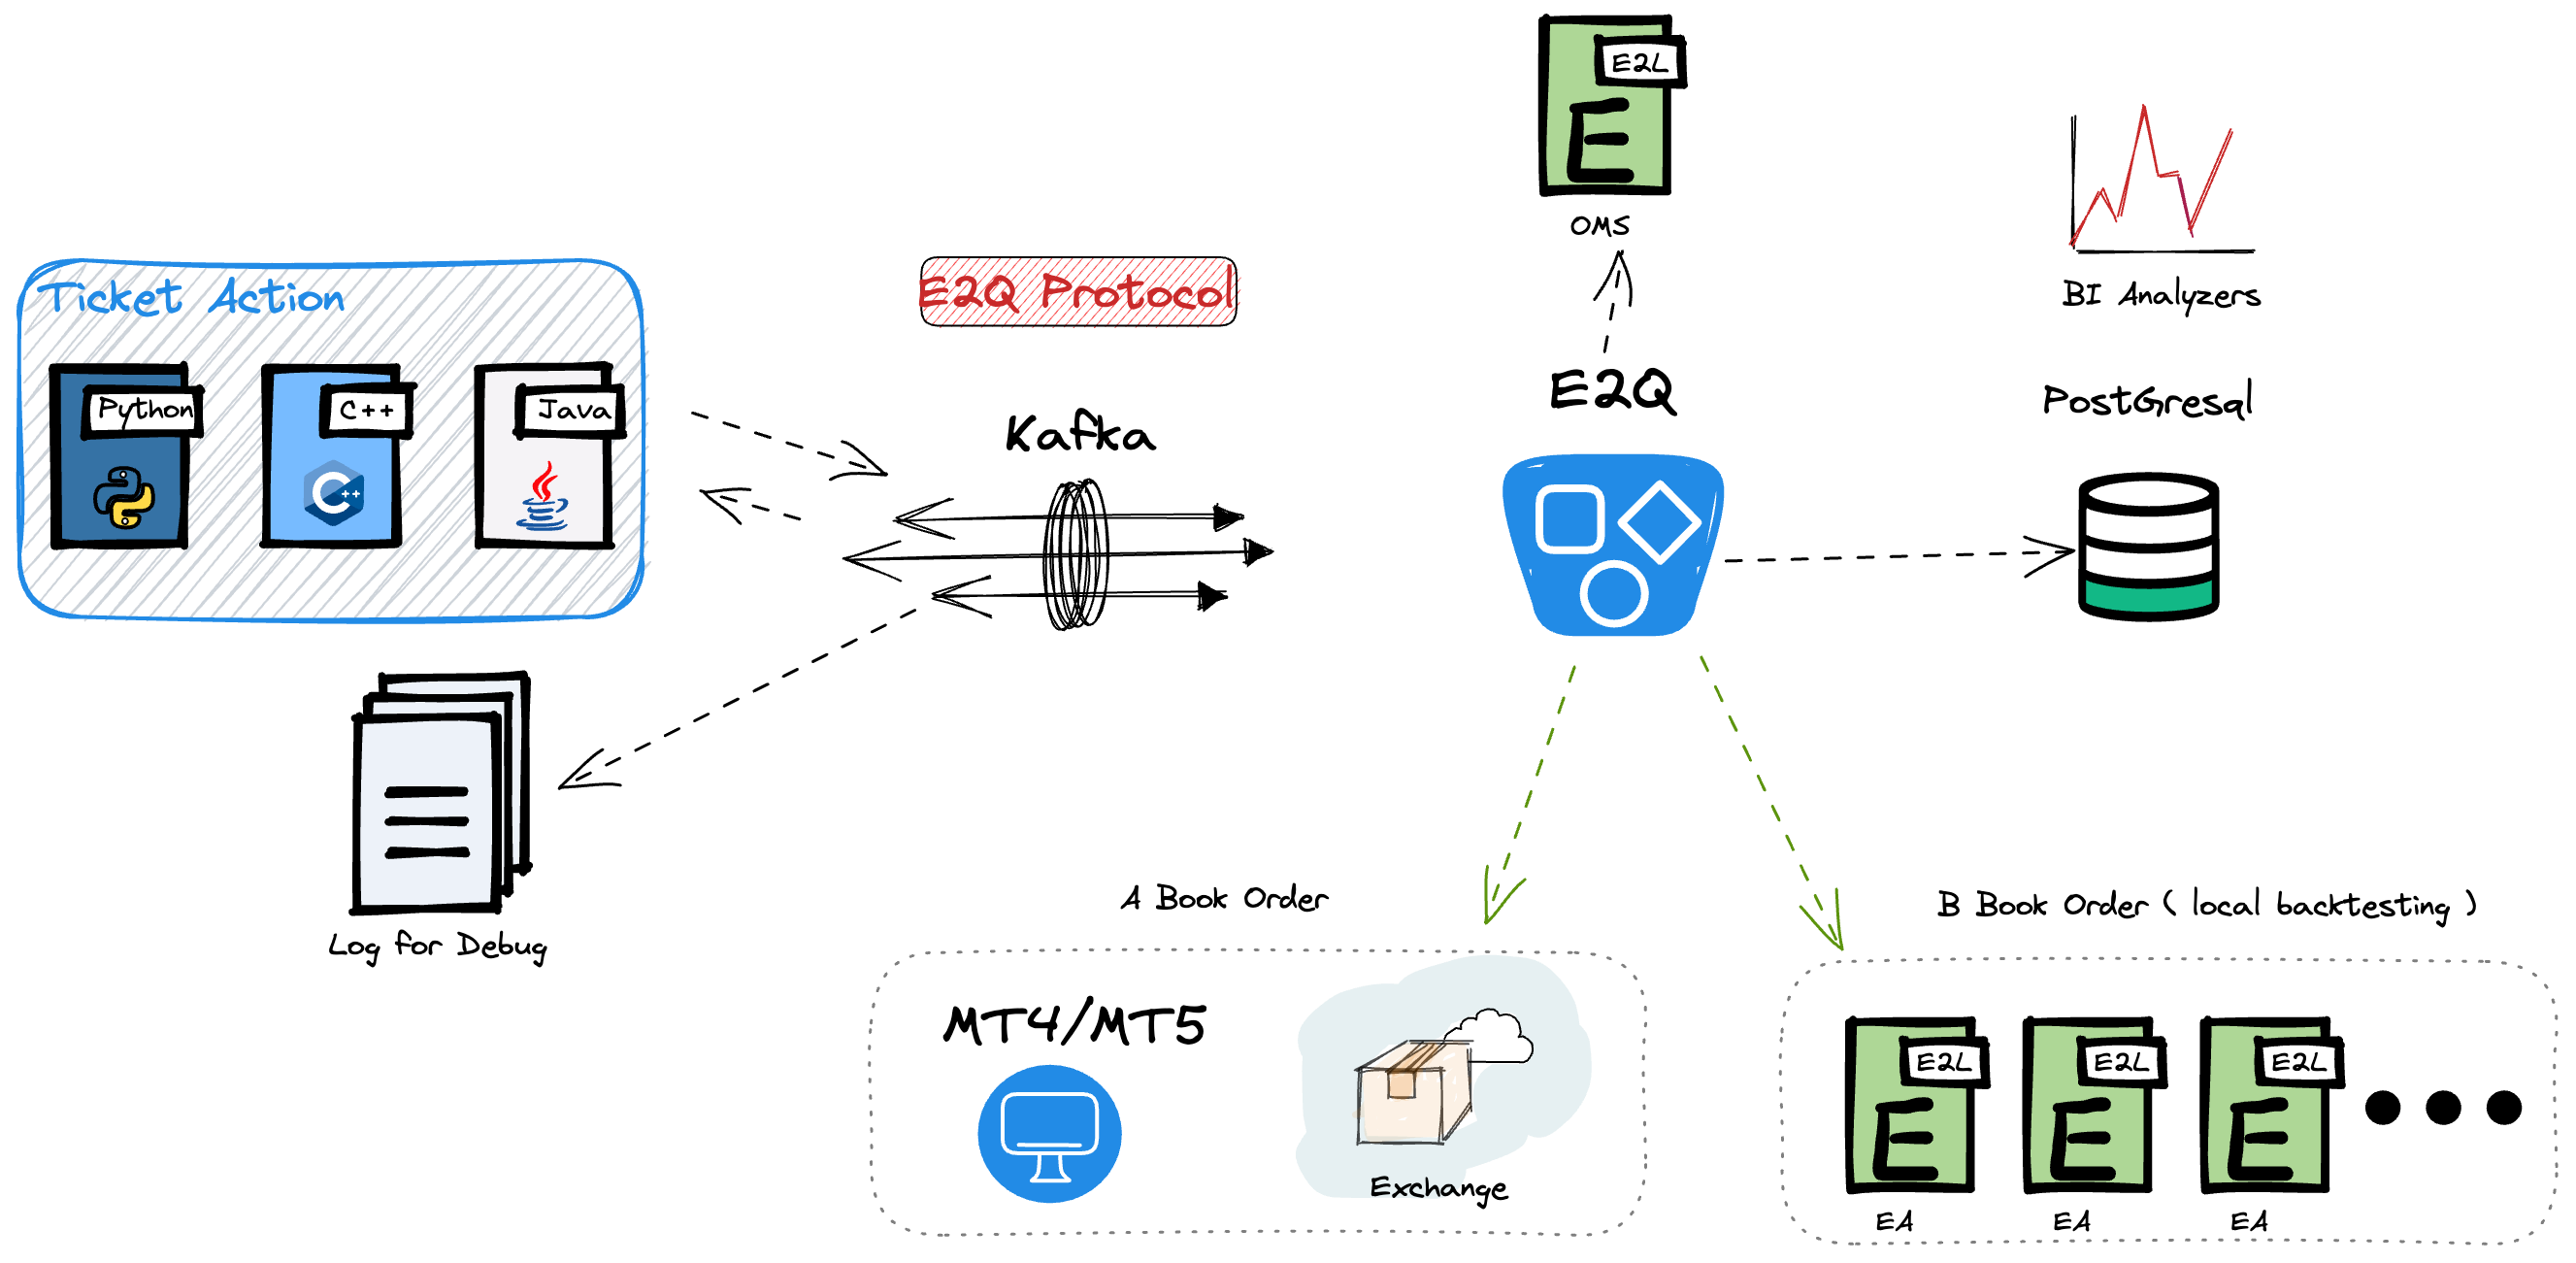 E2L
E
OMS
BI Analyzers
Ticket Action
E2Q Protocol
Python
C++
Java
C++
Kafka
E2Q
PostGresal
Log for Debug
A Book Order
B Book Order ( local backtesting )
MT4/MT5
Exchange
E2L
E
EA
E2L
E
EA
E2L
E
EA